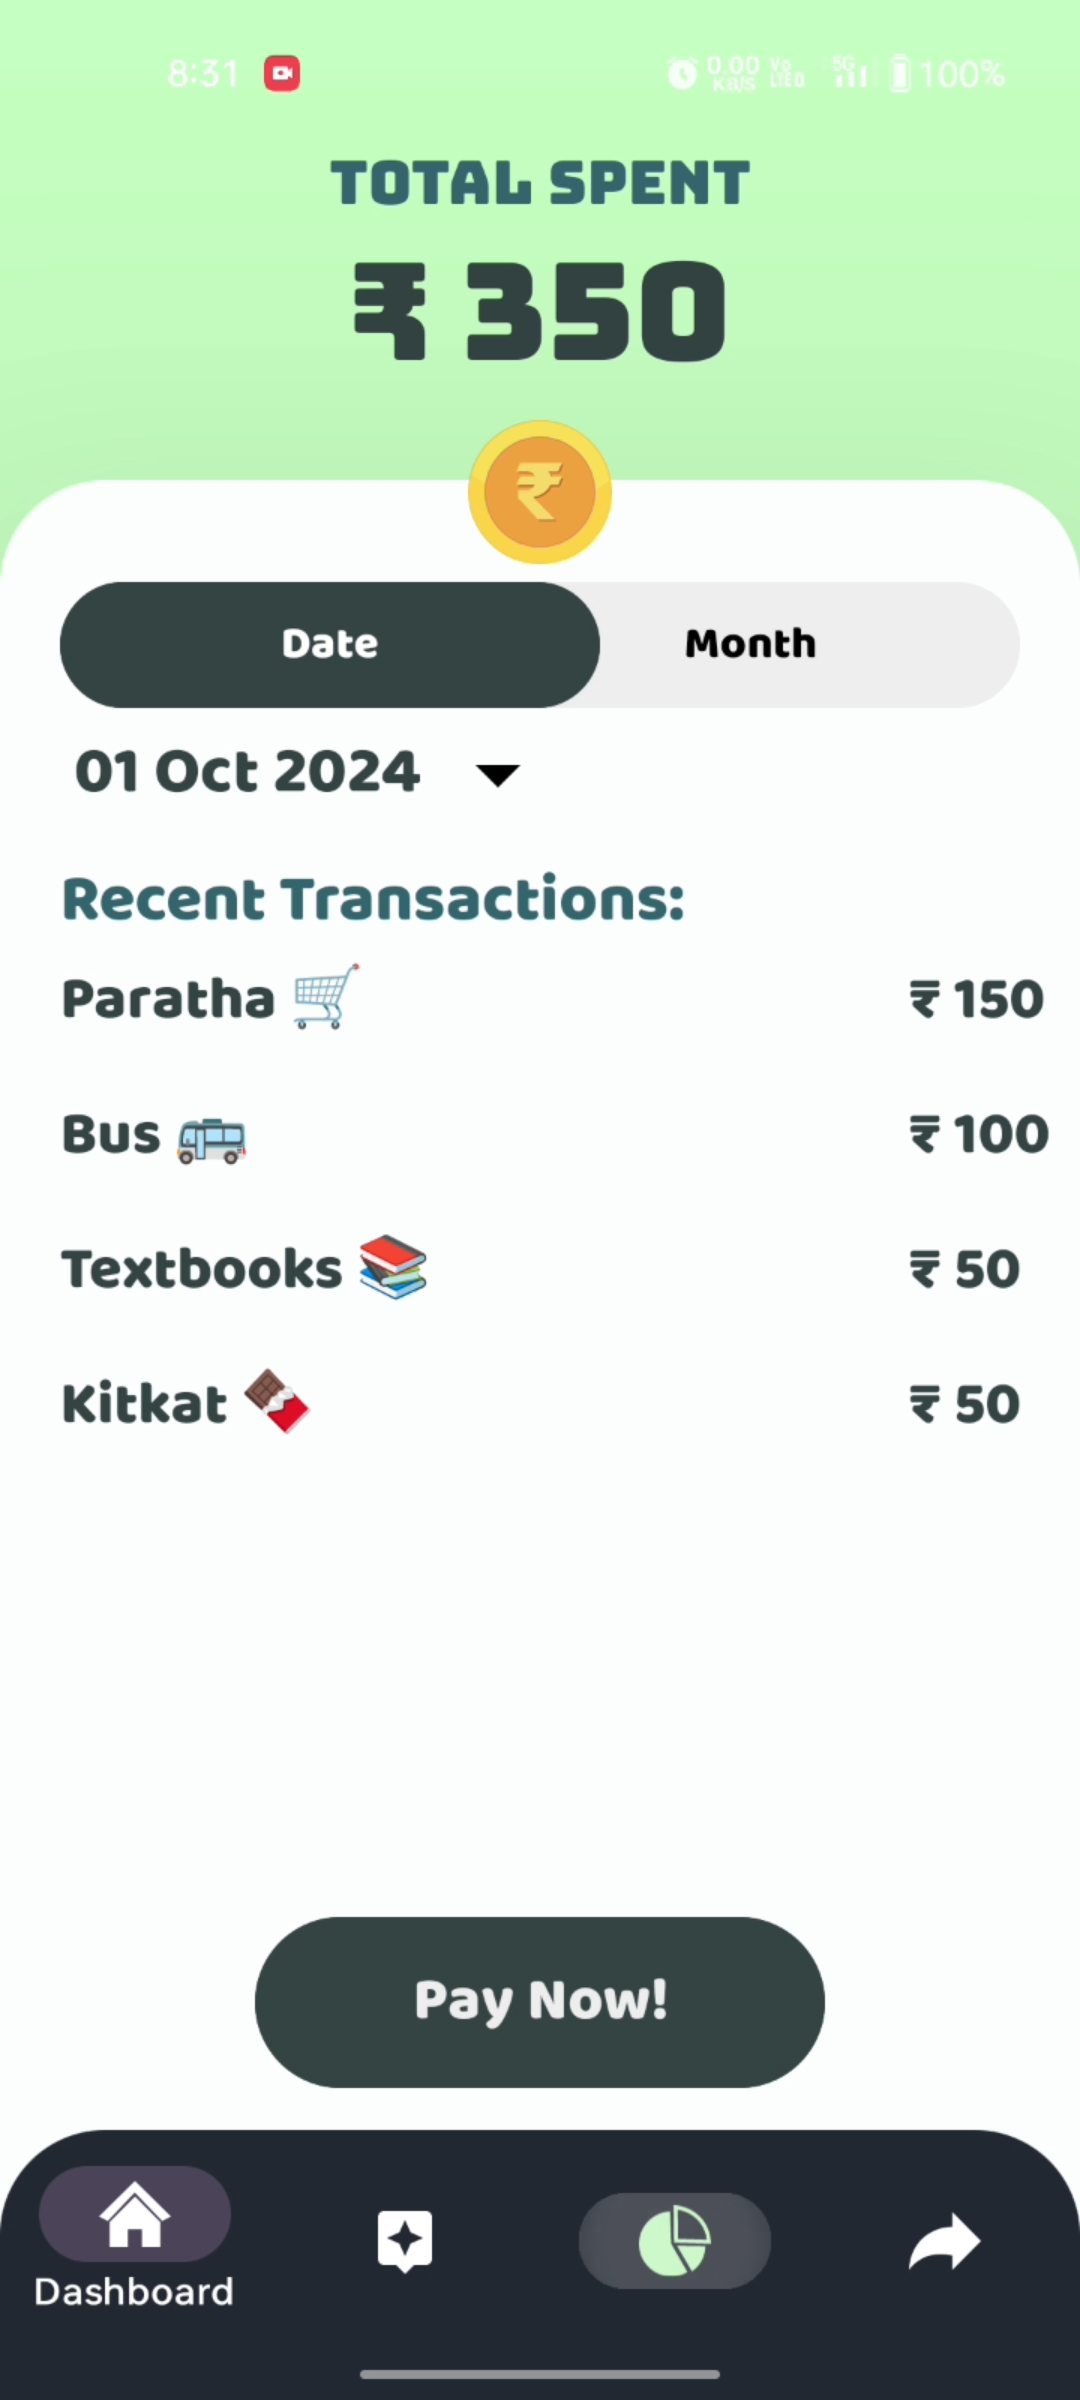 8:31 0.00 KB/S Vo LTED 5G 100%
TOTAL SPENT
₹ 350
₹
Date Month
01 Oct 2024
Recent Transactions:
Paratha ₹ 150
Bus ₹ 100
Textbooks ₹ 50
Kitkat ₹ 50
Pay Now!
Dashboard